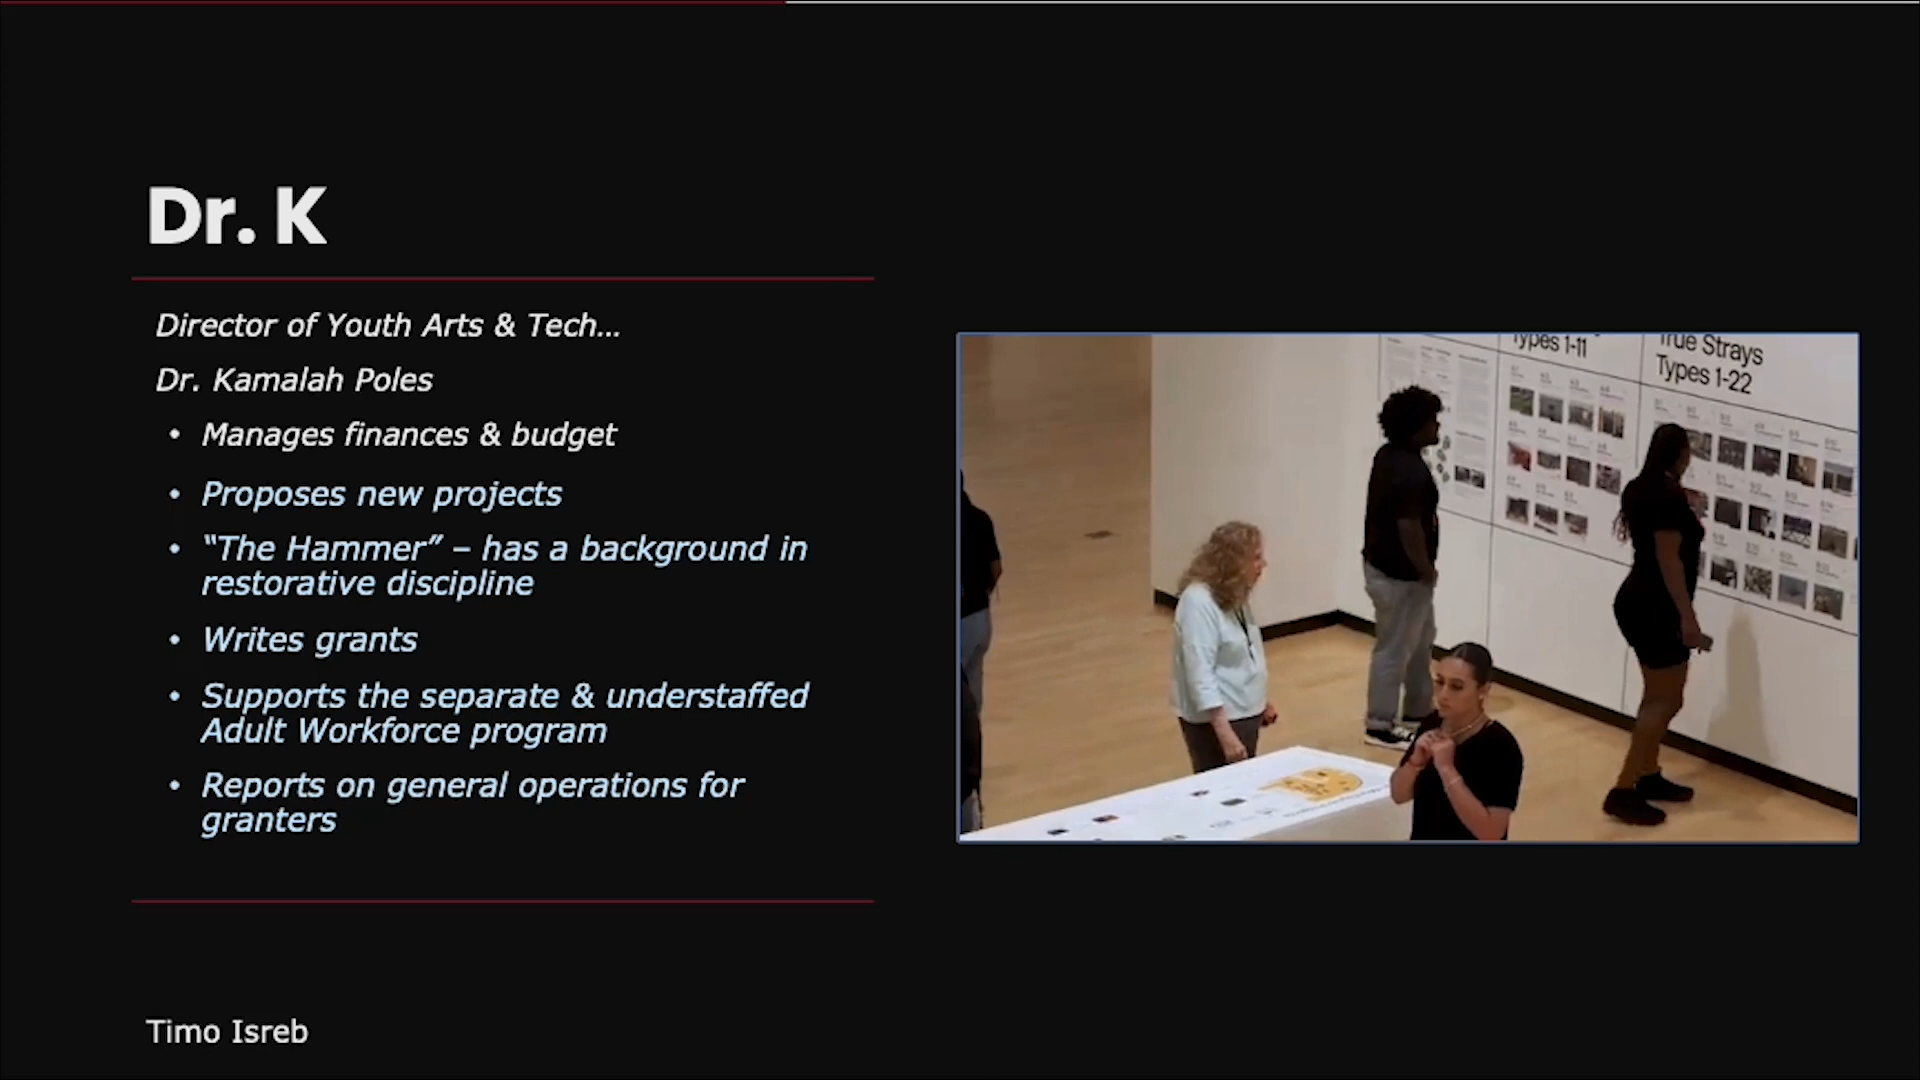 Dr. K
Director of Youth Arts & Tech...
Dr. Kamalah Poles
• Manages finances & budget
• Proposes new projects
• “The Hammer” – has a background in
restorative discipline
• Writes grants
• Supports the separate & understaffed
Adult Workforce program
• Reports on general operations for
granters
Types 1-11
True Strays
Types 1-22
Timo Isreb